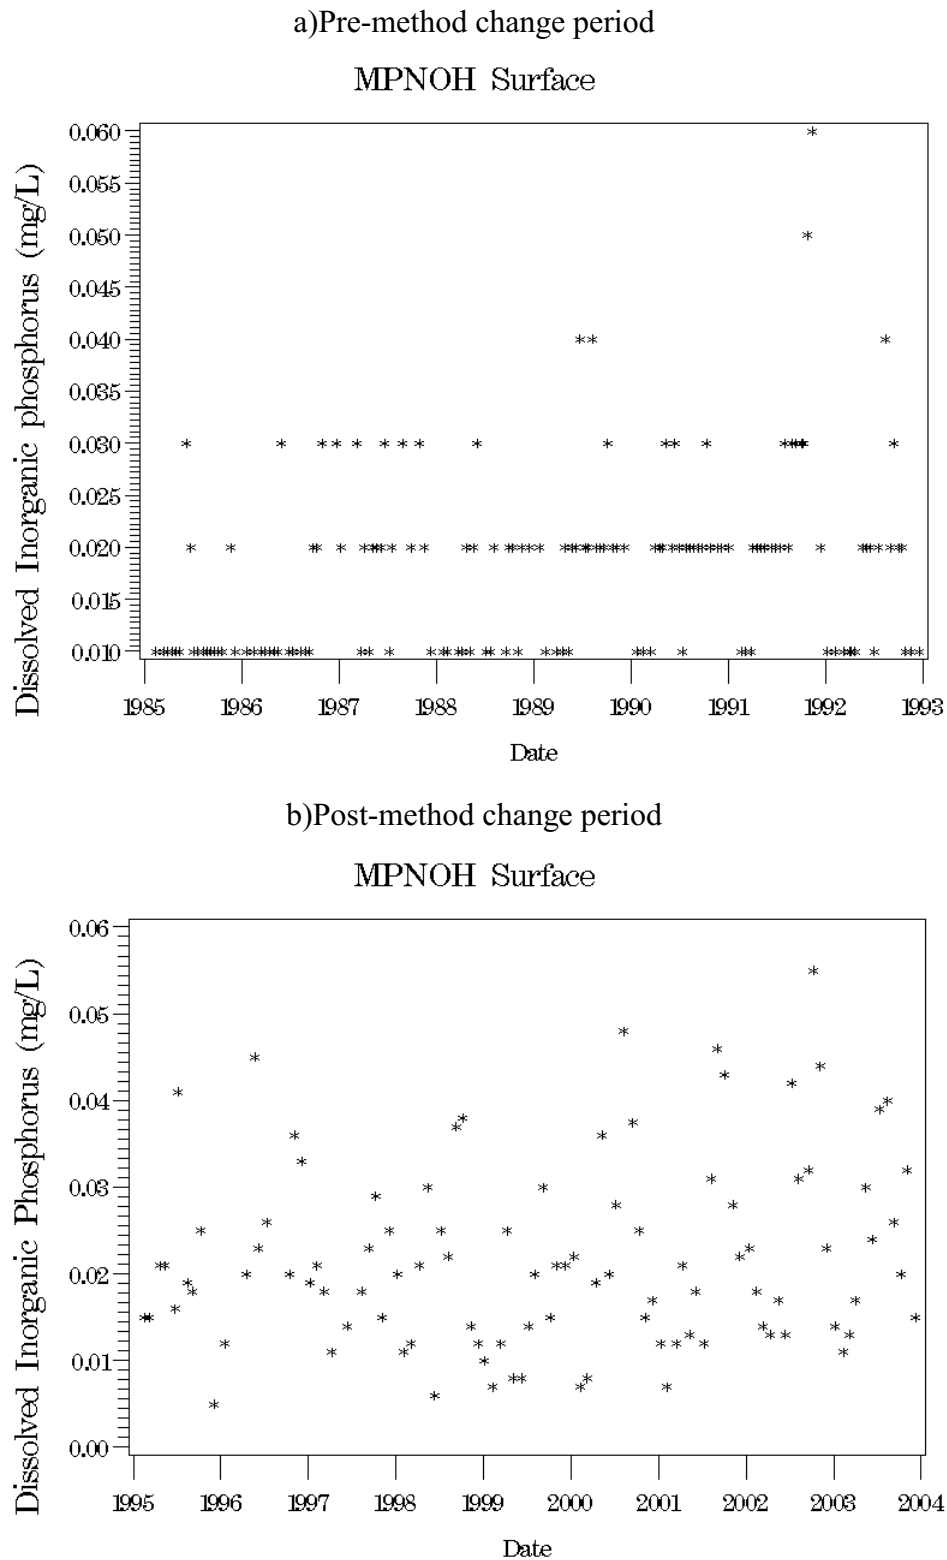 a)Pre-method change period
MPNOH Surface
Dissolved Inorganic phosphorus (mg/L)
0.060
0.055
0.050
0.045
0.040
0.035
0.030
0.025
0.020
0.015
0.010
1985 1986 1987 1988 1989 1990 1991 1992 1993
Date
b)Post-method change period
MPNOH Surface
Dissolved Inorganic Phosphorus (mg/L)
0.06
0.05
0.04
0.03
0.02
0.01
0.00
1995 1996 1997 1998 1999 2000 2001 2002 2003 2004
Date